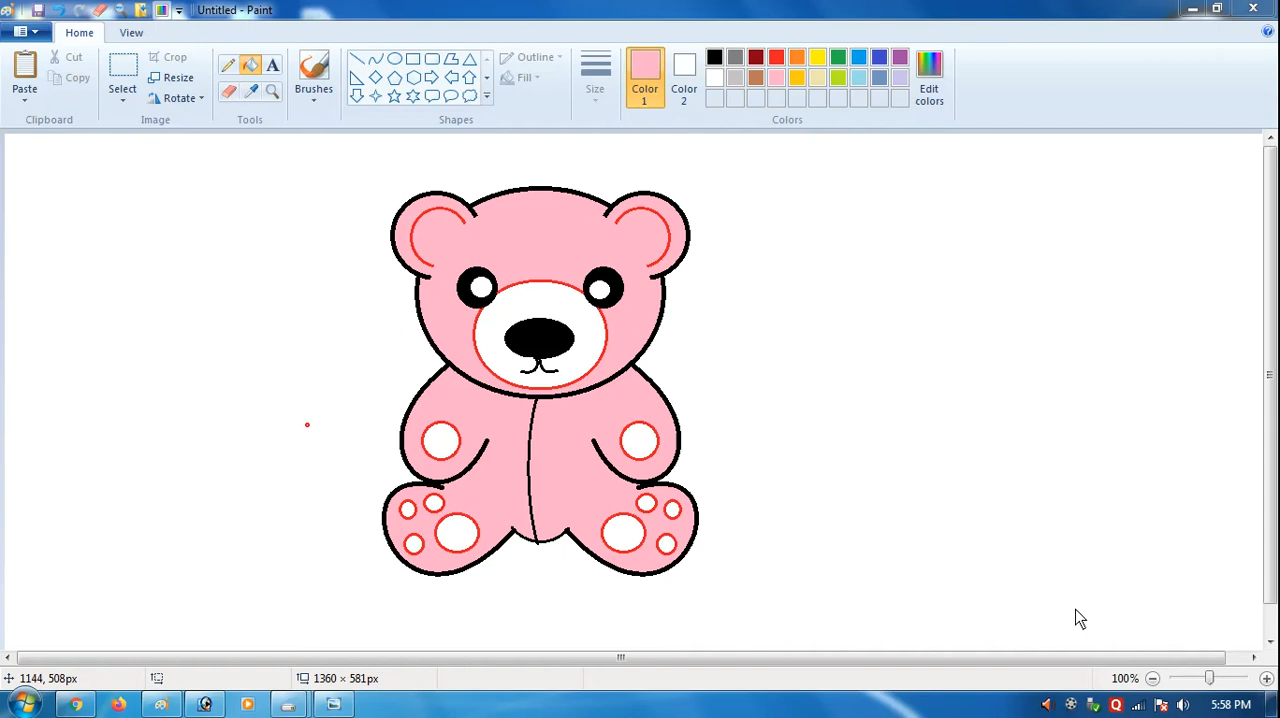 Untitled - Paint
Home View
Paste
Cut
Copy
Clipboard
Select
Crop
Resize
Rotate
Image
A
Tools
Brushes
Outline
Fill
Shapes
Size
Color 1
Color 2
Edit colors
Colors
1144, 508px
1360 × 581px
100%
5:58 PM